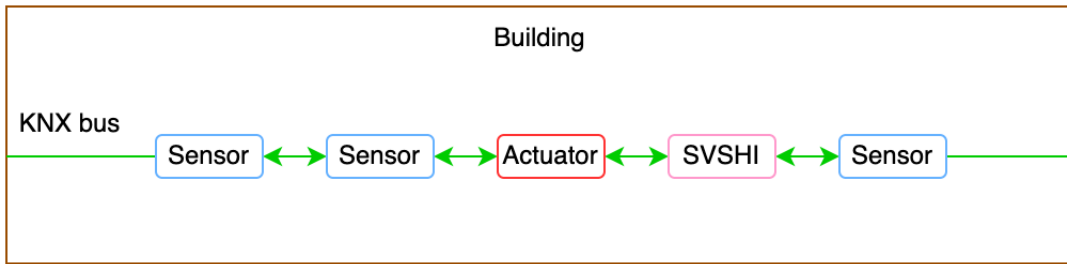 Building
KNX bus
Sensor
Sensor
Actuator
SVSHI
Sensor